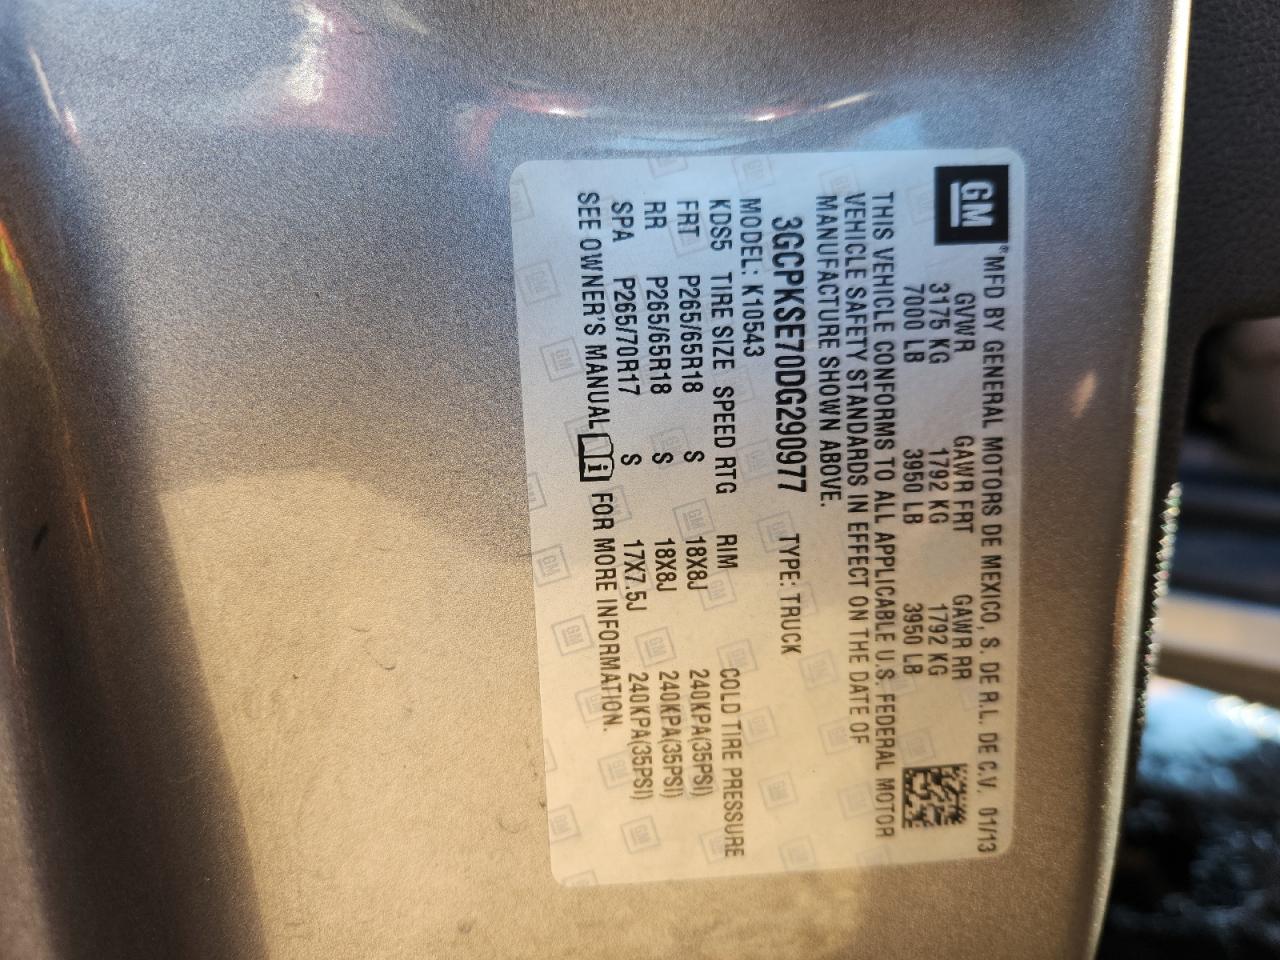 GM
® MFD BY GENERAL MOTORS DE MEXICO, S. DE R.L. DE C.V. 01/13
GVWR GAWR FRT GAWR RR
3175 KG 1792 KG 1792 KG
7000 LB 3950 LB 3950 LB
THIS VEHICLE CONFORMS TO ALL APPLICABLE U.S. FEDERAL MOTOR
VEHICLE SAFETY STANDARDS IN EFFECT ON THE DATE OF
MANUFACTURE SHOWN ABOVE.
3GCPKSE70DG290977 TYPE: TRUCK
MODEL: K10543
KDS5 TIRE SIZE SPEED RTG RIM COLD TIRE PRESSURE
FRT P265/65R18 S 18X8J 240KPA(35PSI)
RR P265/65R18 S 18X8J 240KPA(35PSI)
SPA P265/70R17 S 17X7.5J 240KPA(35PSI)
SEE OWNER'S MANUAL i FOR MORE INFORMATION.